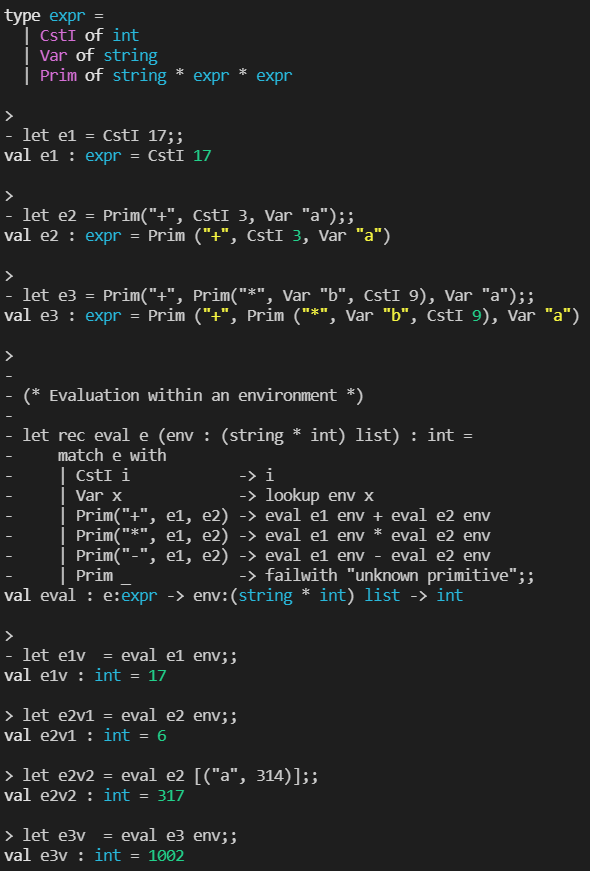 type expr =
  | CstI of int
  | Var of string
  | Prim of string * expr * expr
>
- let e1 = CstI 17;;
val e1 : expr = CstI 17
>
- let e2 = Prim("+", CstI 3, Var "a");;
val e2 : expr = Prim ("+", CstI 3, Var "a")
>
- let e3 = Prim("+", Prim("*", Var "b", CstI 9), Var "a");;
val e3 : expr = Prim ("+", Prim ("*", Var "b", CstI 9), Var "a")
>
-
- (* Evaluation within an environment *)
-
- let rec eval e (env : (string * int) list) : int =
-     match e with
-     | CstI i            -> i
-     | Var x             -> lookup env x
-     | Prim("+", e1, e2) -> eval e1 env + eval e2 env
-     | Prim("*", e1, e2) -> eval e1 env * eval e2 env
-     | Prim("-", e1, e2) -> eval e1 env - eval e2 env
-     | Prim _            -> failwith "unknown primitive";;
val eval : e:expr -> env:(string * int) list -> int
>
- let e1v  = eval e1 env;;
val e1v : int = 17
> let e2v1 = eval e2 env;;
val e2v1 : int = 6
> let e2v2 = eval e2 [("a", 314)];;
val e2v2 : int = 317
> let e3v  = eval e3 env;;
val e3v : int = 1002